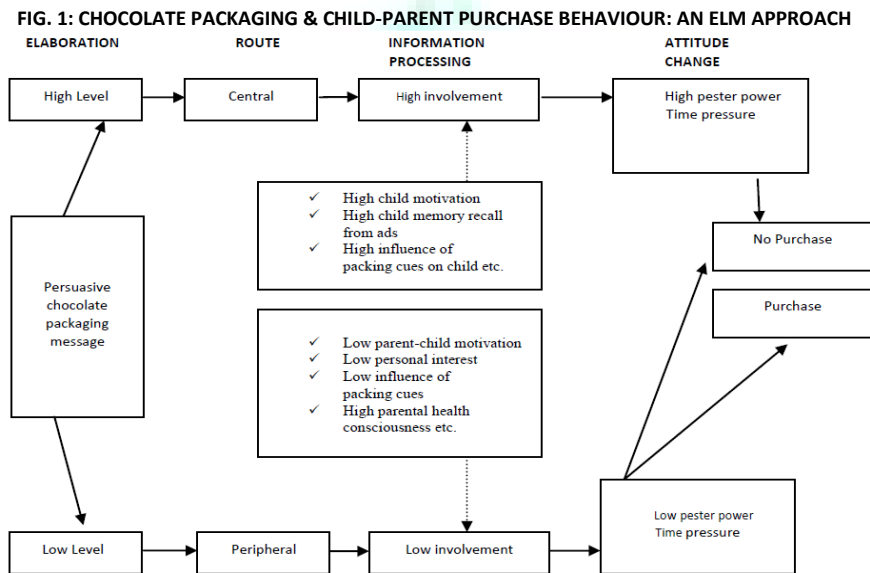 FIG. 1: CHOCOLATE PACKAGING & CHILD-PARENT PURCHASE BEHAVIOUR: AN ELM APPROACH
ELABORATION
ROUTE
INFORMATION
PROCESSING
ATTITUDE
CHANGE
High Level
Central
High involvement
High pester power
Time pressure
✓ High child motivation
✓ High child memory recall
from ads
✓ High influence of
packing cues on child etc.
No Purchase
Persuasive
chocolate
packaging
message
Purchase
✓ Low parent-child motivation
✓ Low personal interest
✓ Low influence of
packing cues
✓ High parental health
consciousness etc.
Low pester power
Time pressure
Low Level
Peripheral
Low involvement